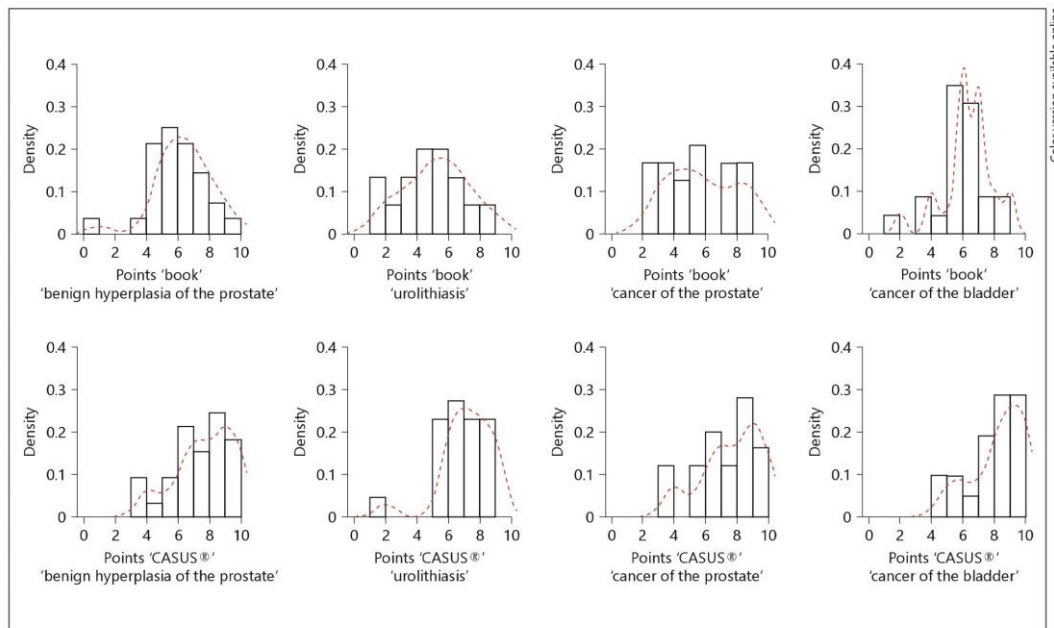 Color version available online
0.4
0.3
0.2
0.1
0
Density
0 2 4 6 8 10
Points ‘book’
‘benign hyperplasia of the prostate’
0.4
0.3
0.2
0.1
0
Density
0 2 4 6 8 10
Points ‘book’
‘urolithiasis’
0.4
0.3
0.2
0.1
0
Density
0 2 4 6 8 10
Points ‘book’
‘cancer of the prostate’
0.4
0.3
0.2
0.1
0
Density
0 2 4 6 8 10
Points ‘book’
‘cancer of the bladder’
0.4
0.3
0.2
0.1
0
Density
0 2 4 6 8 10
Points ‘CASUS®’
‘benign hyperplasia of the prostate’
0.4
0.3
0.2
0.1
0
Density
0 2 4 6 8 10
Points ‘CASUS®’
‘urolithiasis’
0.4
0.3
0.2
0.1
0
Density
0 2 4 6 8 10
Points ‘CASUS®’
‘cancer of the prostate’
0.4
0.3
0.2
0.1
0
Density
0 2 4 6 8 10
Points ‘CASUS®’
‘cancer of the bladder’